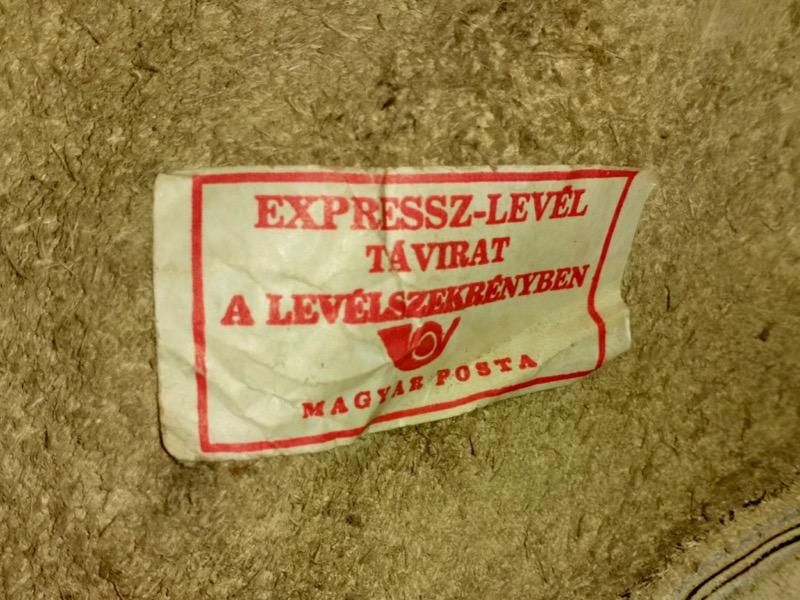 EXPRESSZ-LEVÉL
TÁVIRAT
A LEVÉLSZEKRÉNYBEN
MAGYAR POSTA